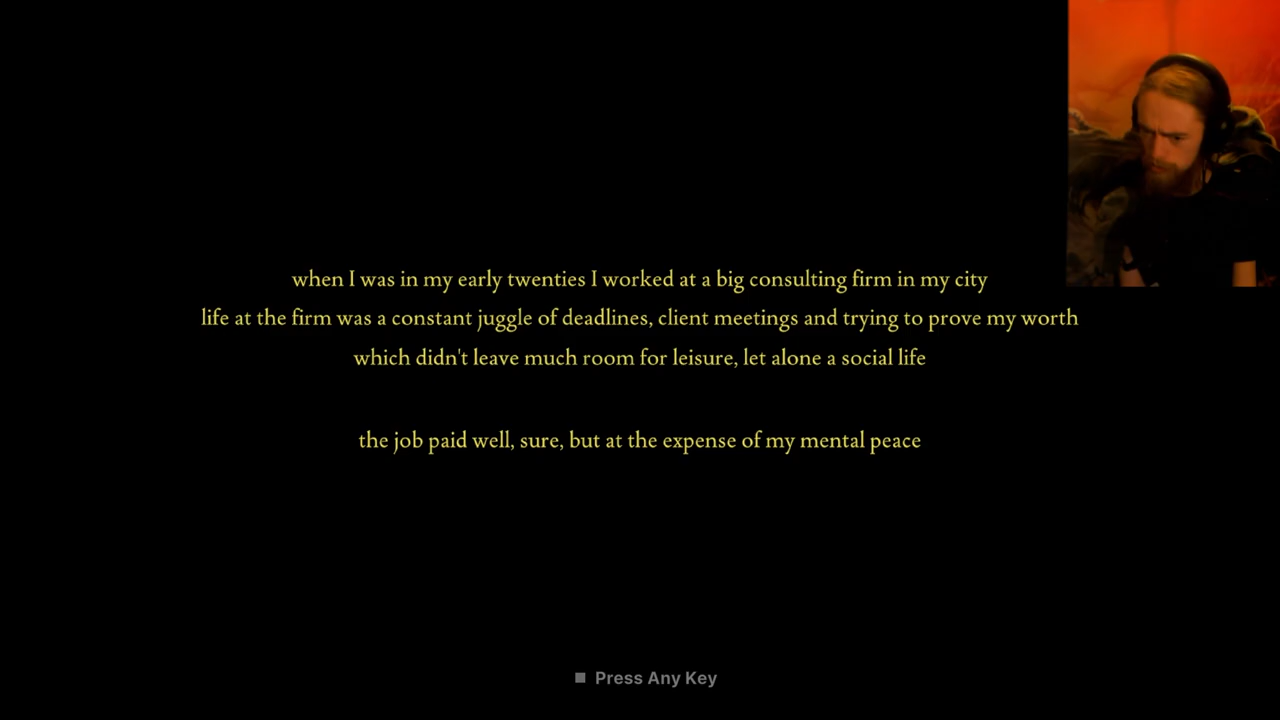 when I was in my early twenties I worked at a big consulting firm in my city
life at the firm was a constant juggle of deadlines, client meetings and trying to prove my worth
which didn't leave much room for leisure, let alone a social life
the job paid well, sure, but at the expense of my mental peace
Press Any Key